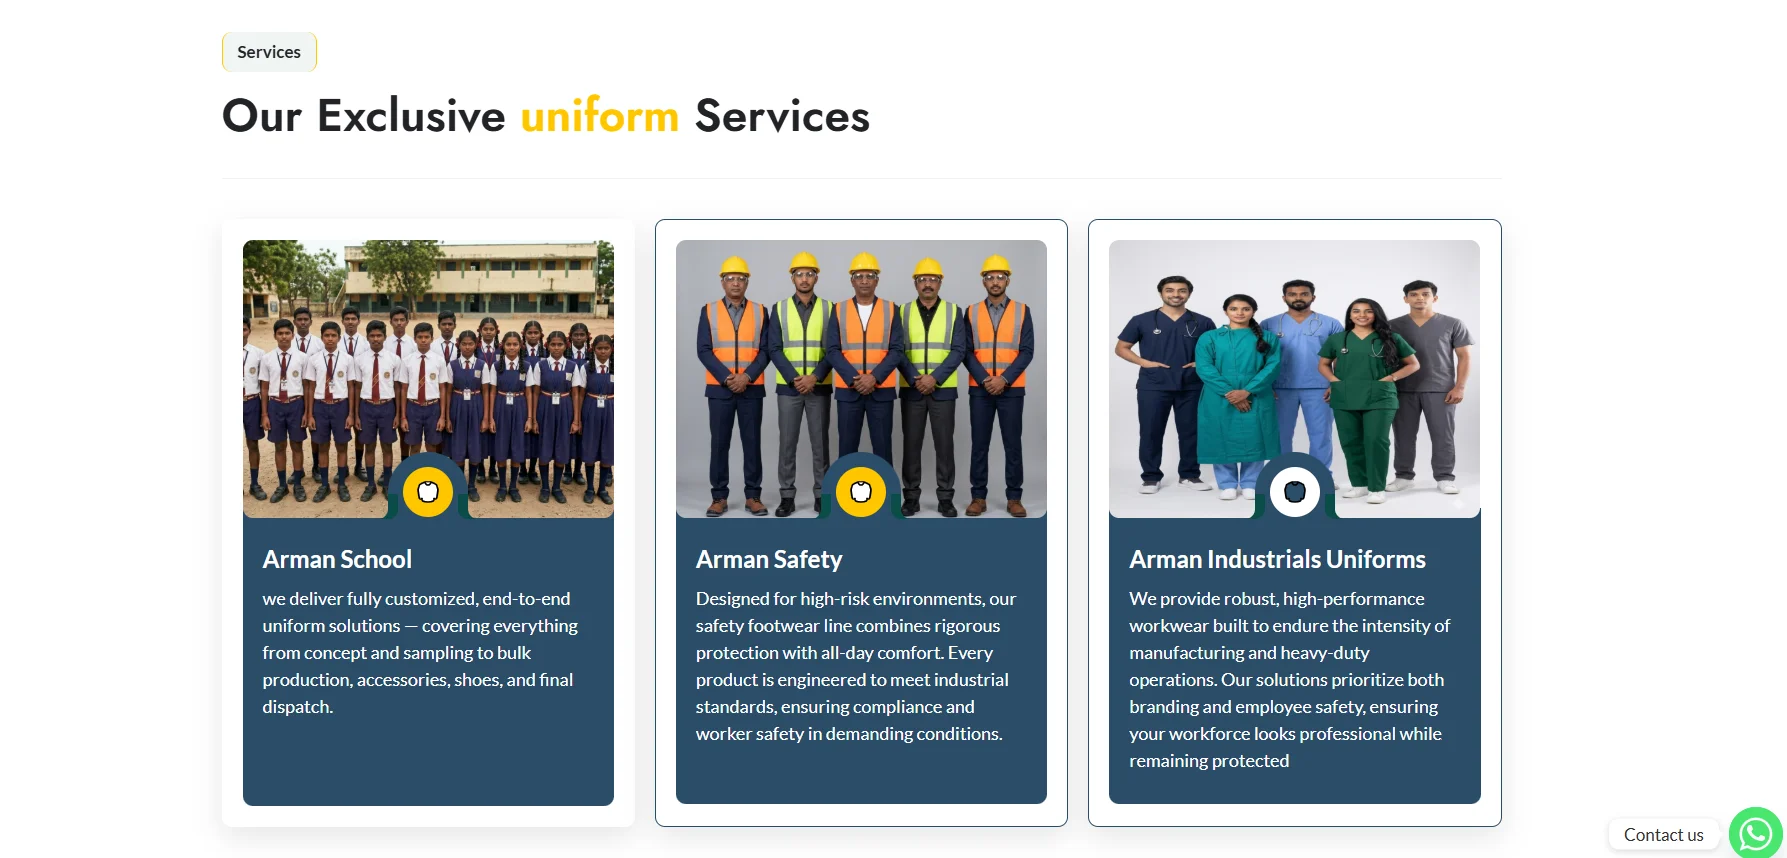 Services
Our Exclusive uniform Services
Arman School
we deliver fully customized, end-to-end
uniform solutions — covering everything
from concept and sampling to bulk
production, accessories, shoes, and final
dispatch.
Arman Safety
Designed for high-risk environments, our
safety footwear line combines rigorous
protection with all-day comfort. Every
product is engineered to meet industrial
standards, ensuring compliance and
worker safety in demanding conditions.
Arman Industrials Uniforms
We provide robust, high-performance
workwear built to endure the intensity of
manufacturing and heavy-duty
operations. Our solutions prioritize both
branding and employee safety, ensuring
your workforce looks professional while
remaining protected
Contact us